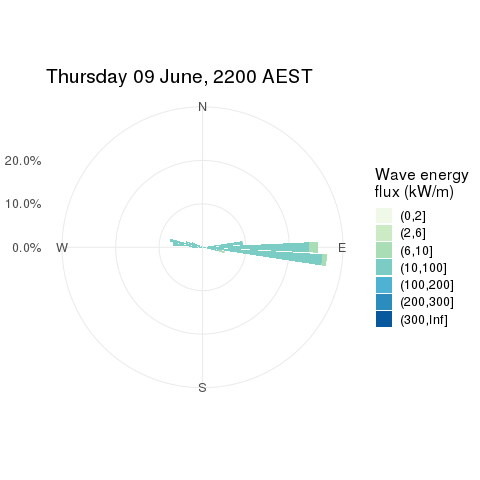 Thursday 09 June, 2200 AEST
N
20.0%
10.0%
0.0%
W
E
S
Wave energy
flux (kW/m)
(0,2]
(2,6]
(6,10]
(10,100]
(100,200]
(200,300]
(300,Inf]